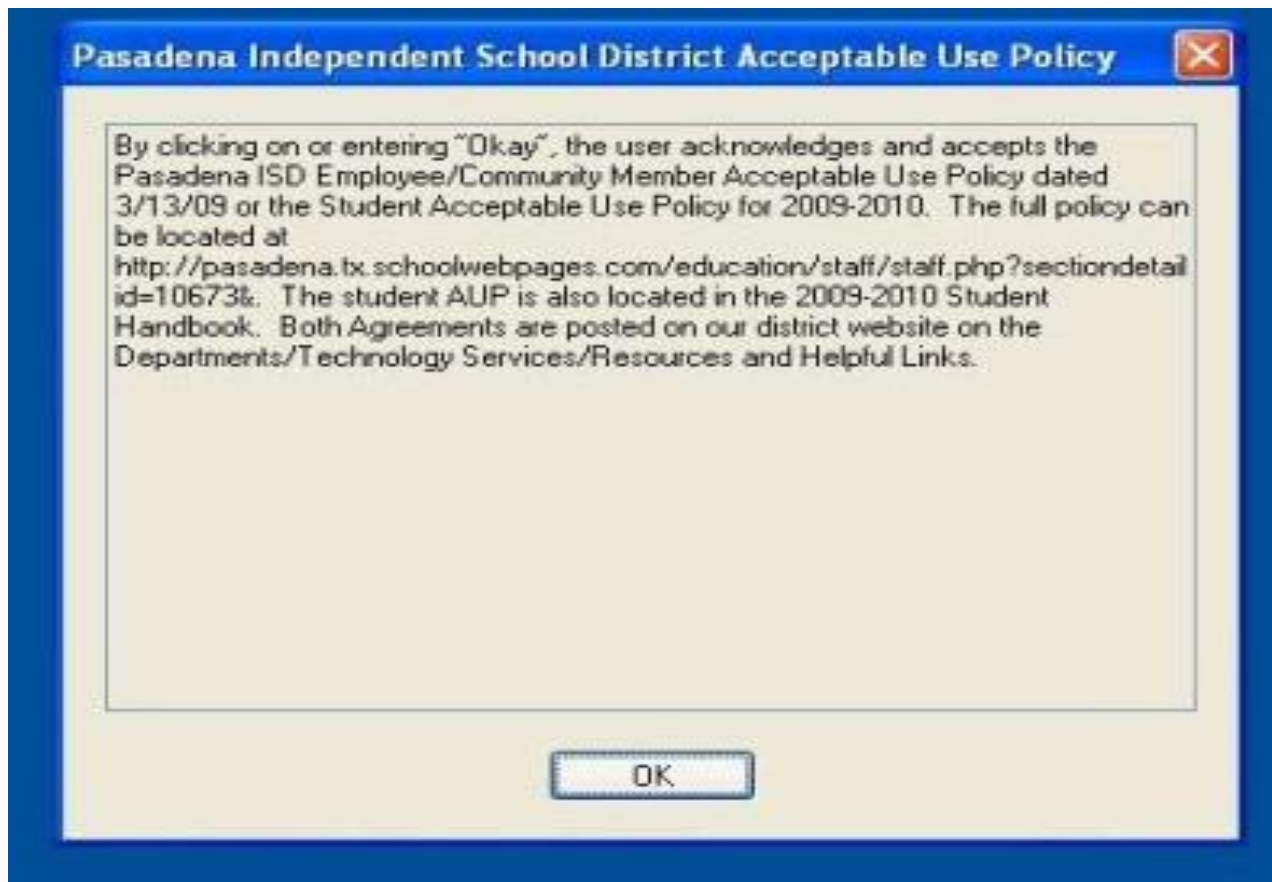 Pasadena Independent School District Acceptable Use Policy
By clicking on or entering "Okay", the user acknowledges and accepts the
Pasadena ISD Employee/Community Member Acceptable Use Policy dated
3/13/09 or the Student Acceptable Use Policy for 2009-2010.  The full policy can
be located at
http://pasadena.tx.schoolwebpages.com/education/staff/staff.php?sectiondetail
id=10673&.  The student AUP is also located in the 2009-2010 Student
Handbook.  Both Agreements are posted on our district website on the
Departments/Technology Services/Resources and Helpful Links.
OK